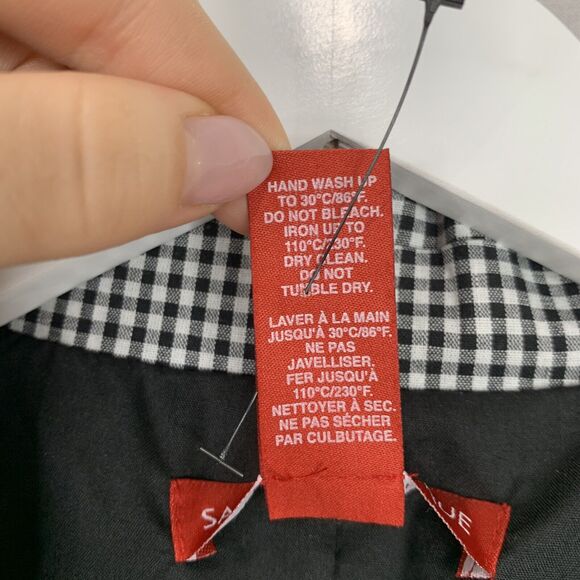 HAND WASH UP
TO 30°C/86°F.
DO NOT BLEACH.
IRON UP TO
110°C/230°F.
DRY CLEAN.
DO NOT
TUMBLE DRY.
LAVER À LA MAIN
JUSQU'À 30°C/86°F.
NE PAS
JAVELLISER.
FER JUSQU'À
110°C/230°F.
NETTOYER À SEC.
NE PAS SÉCHER
PAR CULBUTAGE.